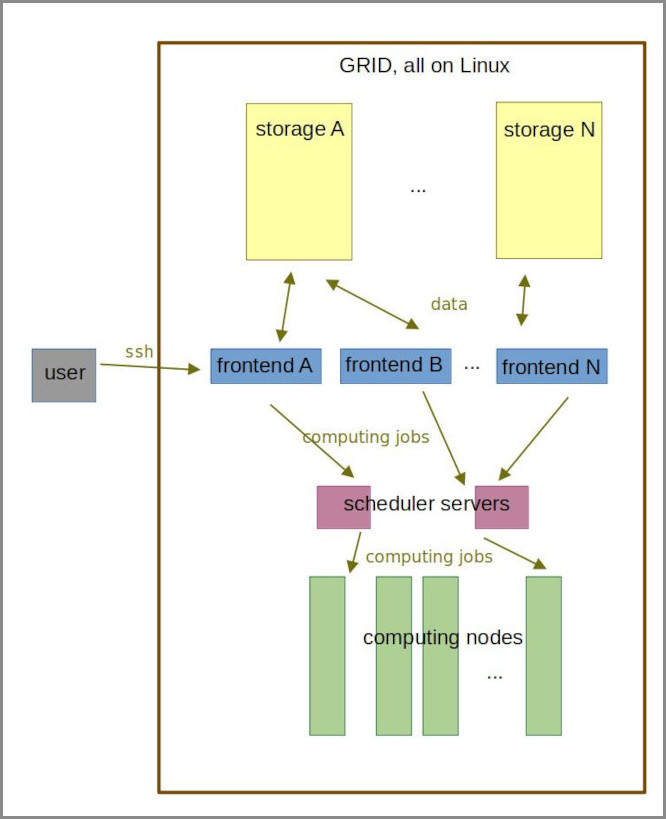 GRID, all on Linux
storage A
storage N
...
data
ssh
user
frontend A
frontend B
...
frontend N
computing jobs
scheduler servers
computing jobs
computing nodes
...